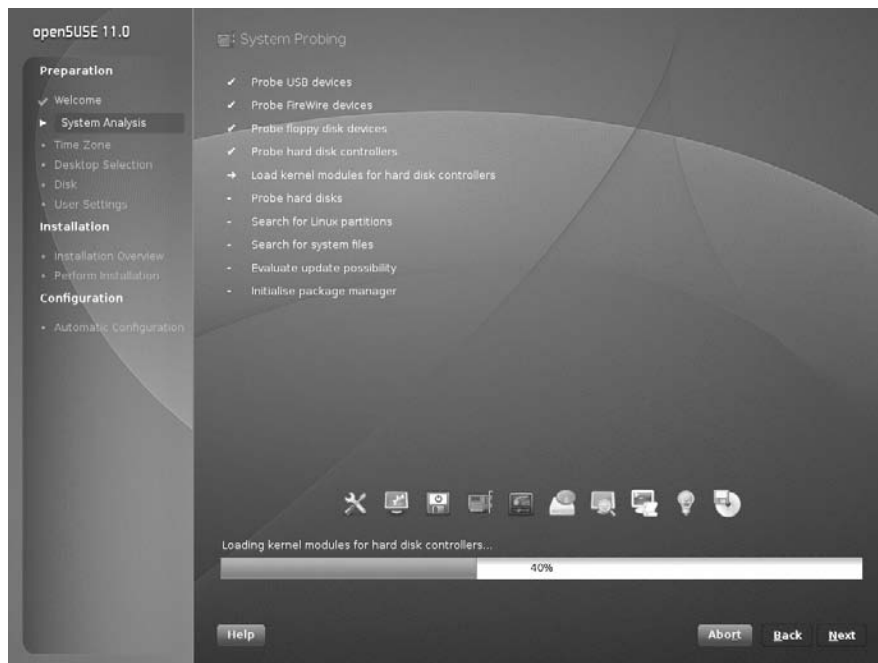 openSUSE 11.0
Preparation
Welcome
System Analysis
Time Zone
Desktop Selection
Disk
User Settings
Installation
Installation Overview
Perform Installation
Configuration
Automatic Configuration
System Probing
Probe USB devices
Probe FireWire devices
Probe floppy disk devices
Probe hard disk controllers
Load kernel modules for hard disk controllers
Probe hard disks
Search for Linux partitions
Search for system files
Evaluate update possibility
Initialise package manager
Loading kernel modules for hard disk controllers...
40%
Help
Abort
Back
Next